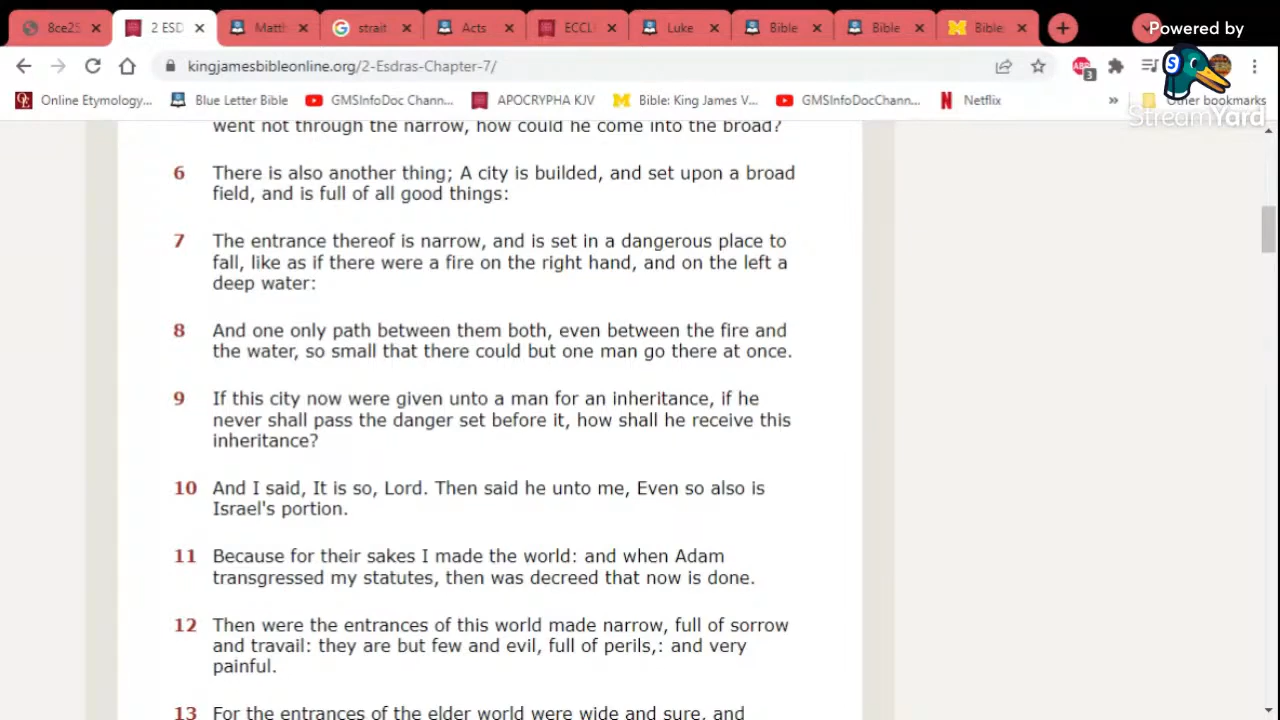 8ce25
2 ESD
Matth
strait
Acts
ECCL
Luke
Bible
Bible
Bible
Powered by
kingjamesbibleonline.org/2-Esdras-Chapter-7/
ABP
3
S
Online Etymology...
Blue Letter Bible
GMSInfoDoc Chann...
APOCRYPHA KJV
Bible: King James V...
GMSInfoDocChann...
Netflix
»
Other bookmarks
StreamYard
went not through the narrow, how could he come into the broad?
6 There is also another thing; A city is builded, and set upon a broad
field, and is full of all good things:
7 The entrance thereof is narrow, and is set in a dangerous place to
fall, like as if there were a fire on the right hand, and on the left a
deep water:
8 And one only path between them both, even between the fire and
the water, so small that there could but one man go there at once.
9 If this city now were given unto a man for an inheritance, if he
never shall pass the danger set before it, how shall he receive this
inheritance?
10 And I said, It is so, Lord. Then said he unto me, Even so also is
Israel's portion.
11 Because for their sakes I made the world: and when Adam
transgressed my statutes, then was decreed that now is done.
12 Then were the entrances of this world made narrow, full of sorrow
and travail: they are but few and evil, full of perils,: and very
painful.
13 For the entrances of the elder world were wide and sure, and